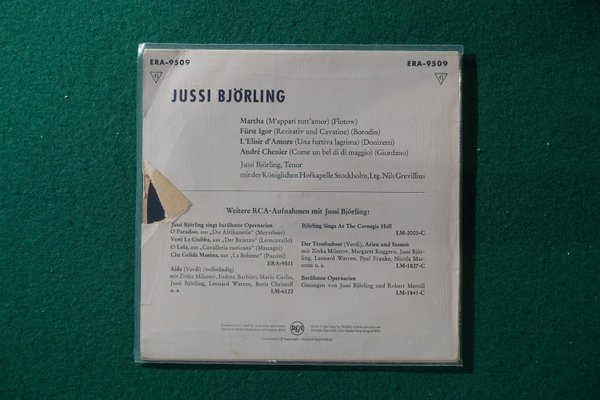 ERA-9509
ERA-9509
45
45
JUSSI BJÖRLING
Martha (M'appari tutt'amor) (Flotow)
Fürst Igor (Rezitativ und Cavatine) (Borodin)
L'Elisir d'Amore (Una furtiva lagrima) (Donizetti)
André Chenier (Come un bel di di maggio) (Giordano)
Jussi Björling, Tenor
mit der Königlichen Hofkapelle Stockholm, Ltg. Nils Grevillius
Weitere RCA-Aufnahmen mit Jussi Björling:
Jussi Björling singt berühmte Opernarien
O Paradiso, aus „Die Afrikanerin" (Meyerbeer)
Vesti La Giubba, aus „Der Bajazzo" (Leoncavallo)
O Lola, aus „Cavalleria rusticana" (Mascagni)
Che Gelida Manina, aus „La Boheme" (Puccini)
ERA-9511
Aida (Verdi) (vollständig)
mit Zinka Milanov, Fedora Barbieri, Mario Carlin,
Jussi Björling, Leonard Warren, Boris Christoff
u. a. LM-6122
Björling Sings At The Carnegie Hall
LM-2003-C
Der Troubadour (Verdi), Arien und Szenen
mit Zinka Milanov, Margaret Roggero, Jussi Björ-
ling, Leonard Warren, Paul Franke, Nicola Mos-
cona u. a. LM-1827-C
Berühmte Opernarien
Gesungen von Jussi Björling und Robert Merrill
LM-1841-C
RCA